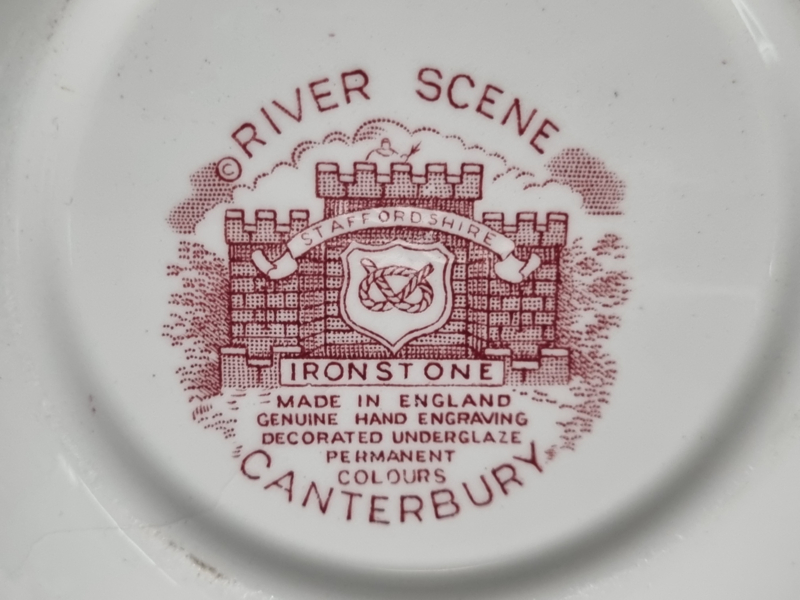 © RIVER SCENE
STAFFORDSHIRE
IRONSTONE
MADE IN ENGLAND
GENUINE HAND ENGRAVING
DECORATED UNDERGLAZE
PERMANENT
COLOURS
CANTERBURY